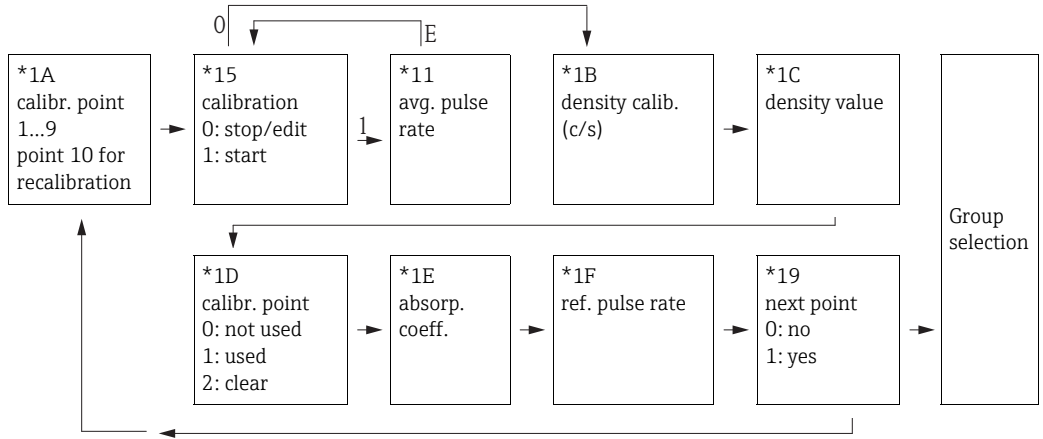 0
E
*1A
calibr. point
1...9
point 10 for
recalibration
*15
calibration
0: stop/edit
1: start
1
*11
avg. pulse
rate
*1B
density calib.
(c/s)
*1C
density value
Group
selection
*1D
calibr. point
0: not used
1: used
2: clear
*1E
absorp.
coeff.
*1F
ref. pulse rate
*19
next point
0: no
1: yes